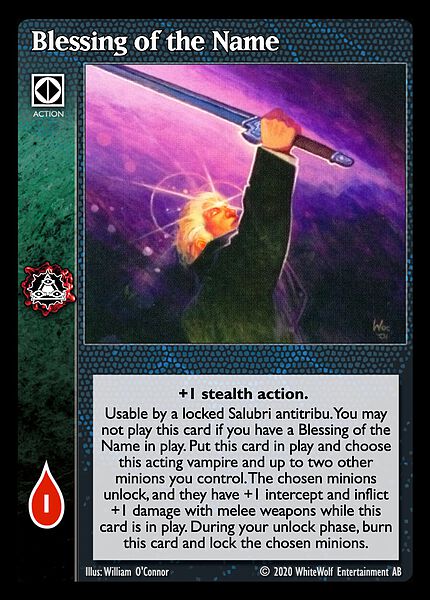 Blessing of the Name
ACTION
+1 stealth action.
Usable by a locked Salubri antitribu. You may
not play this card if you have a Blessing of the
Name in play. Put this card in play and choose
this acting vampire and up to two other
minions you control. The chosen minions
unlock, and they have +1 intercept and inflict
+1 damage with melee weapons while this
card is in play. During your unlock phase, burn
this card and lock the chosen minions.
1
Illus: William O'Connor
© 2020 WhiteWolf Entertainment AB